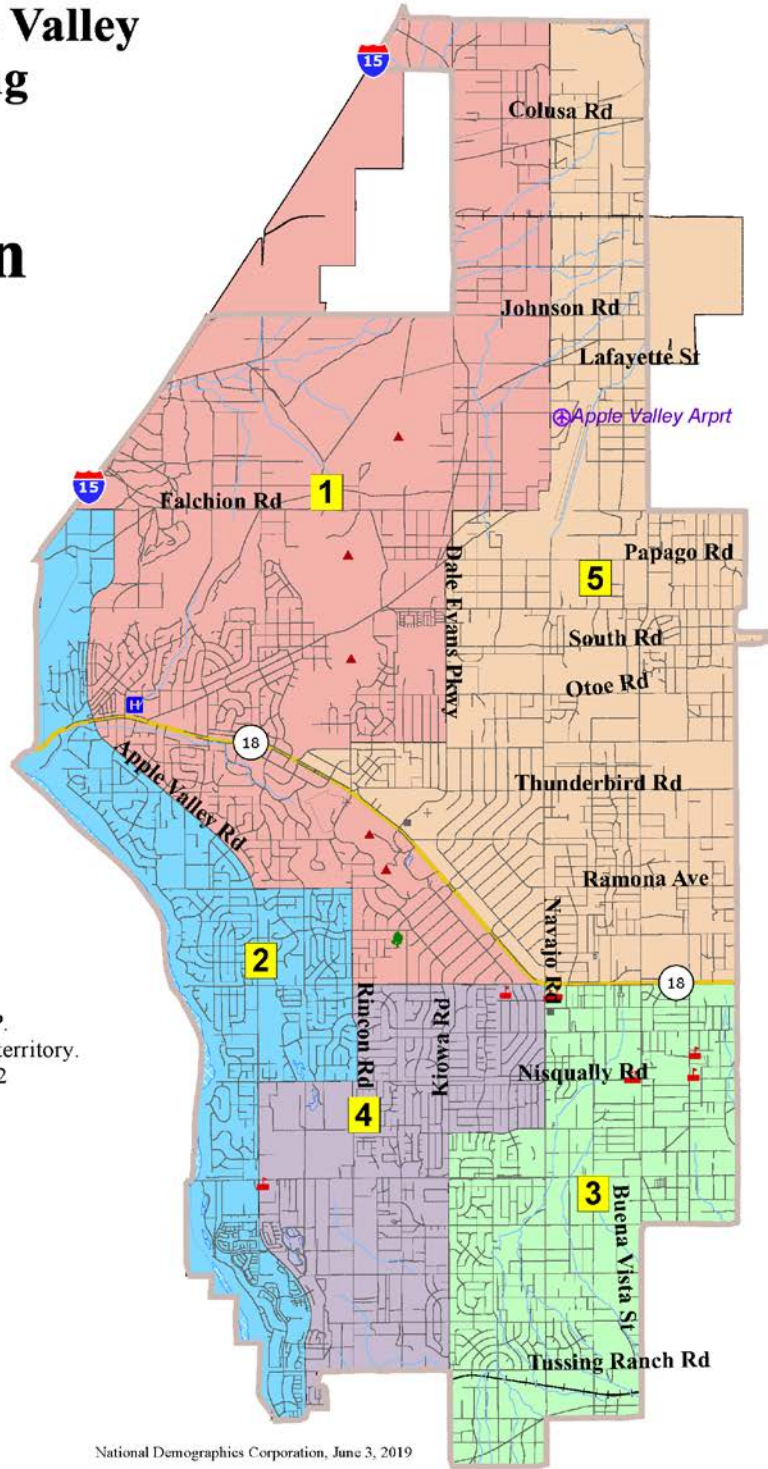 Valley
15
Colusa Rd
Johnson Rd
Lafayette St
Apple Valley Arprt
15
1
Falchion Rd
Papago Rd
5
Dale Evans Pkwy
South Rd
Otoe Rd
H
18
Apple Valley Rd
Thunderbird Rd
Ramona Ave
Navajo Rd
2
18
Rincon Rd
Kiowa Rd
territory.
2
Nisqually Rd
4
3
Buena Vista St
Tussing Ranch Rd
National Demographics Corporation, June 3, 2019